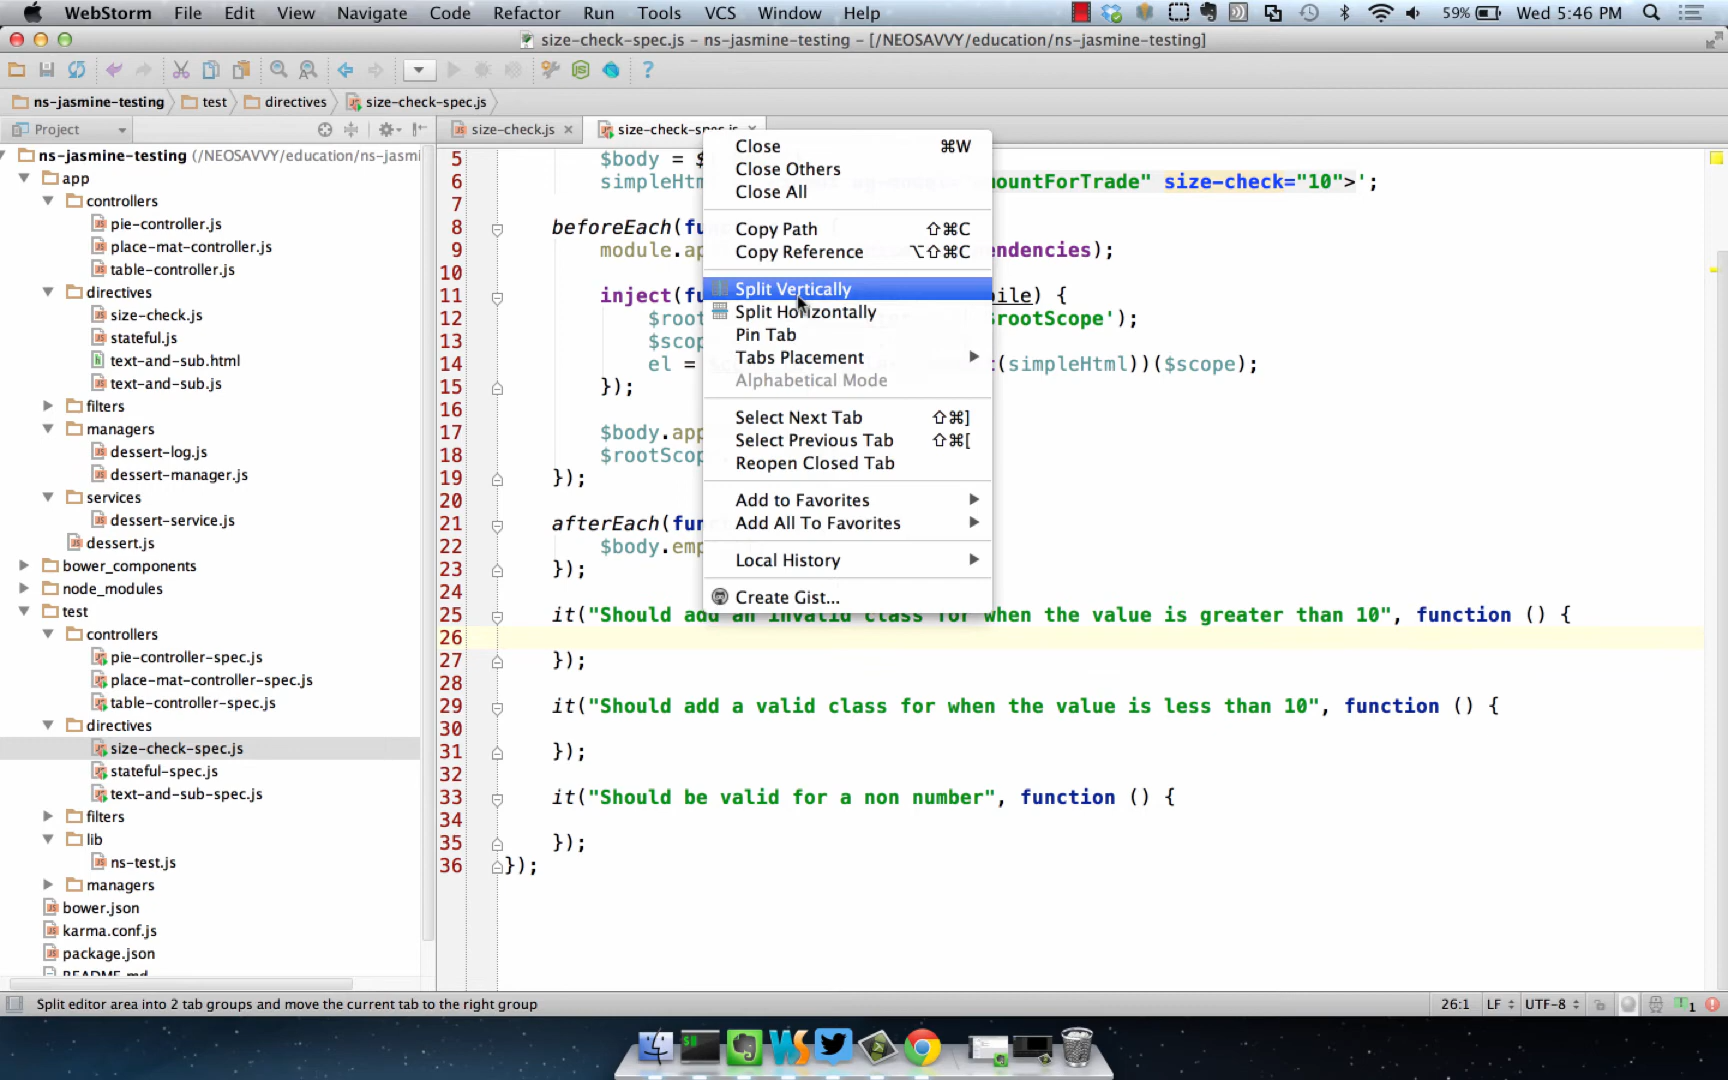 WebStorm File Edit View Navigate Code Refactor Run Tools VCS Window Help 59% Wed 5:46 PM
size-check-spec.js - ns-jasmine-testing - [/NEOSAVVY/education/ns-jasmine-testing]
ns-jasmine-testing test directives size-check-spec.js
Project
size-check.js
size-check-spec.js
ns-jasmine-testing (/NEOSAVVY/education/ns-jasmi
app
controllers
pie-controller.js
place-mat-controller.js
table-controller.js
directives
size-check.js
stateful.js
text-and-sub.html
text-and-sub.js
filters
managers
dessert-log.js
dessert-manager.js
services
dessert-service.js
dessert.js
bower_components
node_modules
test
controllers
pie-controller-spec.js
place-mat-controller-spec.js
table-controller-spec.js
directives
size-check-spec.js
stateful-spec.js
text-and-sub-spec.js
filters
lib
ns-test.js
managers
bower.json
karma.conf.js
package.json
README.md
5 $body = $
6 simpleHtm mountForTrade" size-check="10">';
7
8 beforeEach(fu
9 module.ap endencies);
10
11 inject(fu ile) {
12 $root $rootScope');
13 $scop
14 el = t(simpleHtml))($scope);
15 });
16
17 $body.app
18 $rootScop
19 });
20
21 afterEach(fun
22 $body.emp
23 });
24
25 it("Should add an invalid class for when the value is greater than 10", function () {
26
27 });
28
29 it("Should add a valid class for when the value is less than 10", function () {
30
31 });
32
33 it("Should be valid for a non number", function () {
34
35 });
36 });
Close ⌘W
Close Others
Close All
Copy Path ⇧⌘C
Copy Reference ⌥⇧⌘C
Split Vertically
Split Horizontally
Pin Tab
Tabs Placement
Alphabetical Mode
Select Next Tab ⇧⌘]
Select Previous Tab ⇧⌘[
Reopen Closed Tab
Add to Favorites
Add All To Favorites
Local History
Create Gist...
Split editor area into 2 tab groups and move the current tab to the right group
26:1 LF UTF-8 1